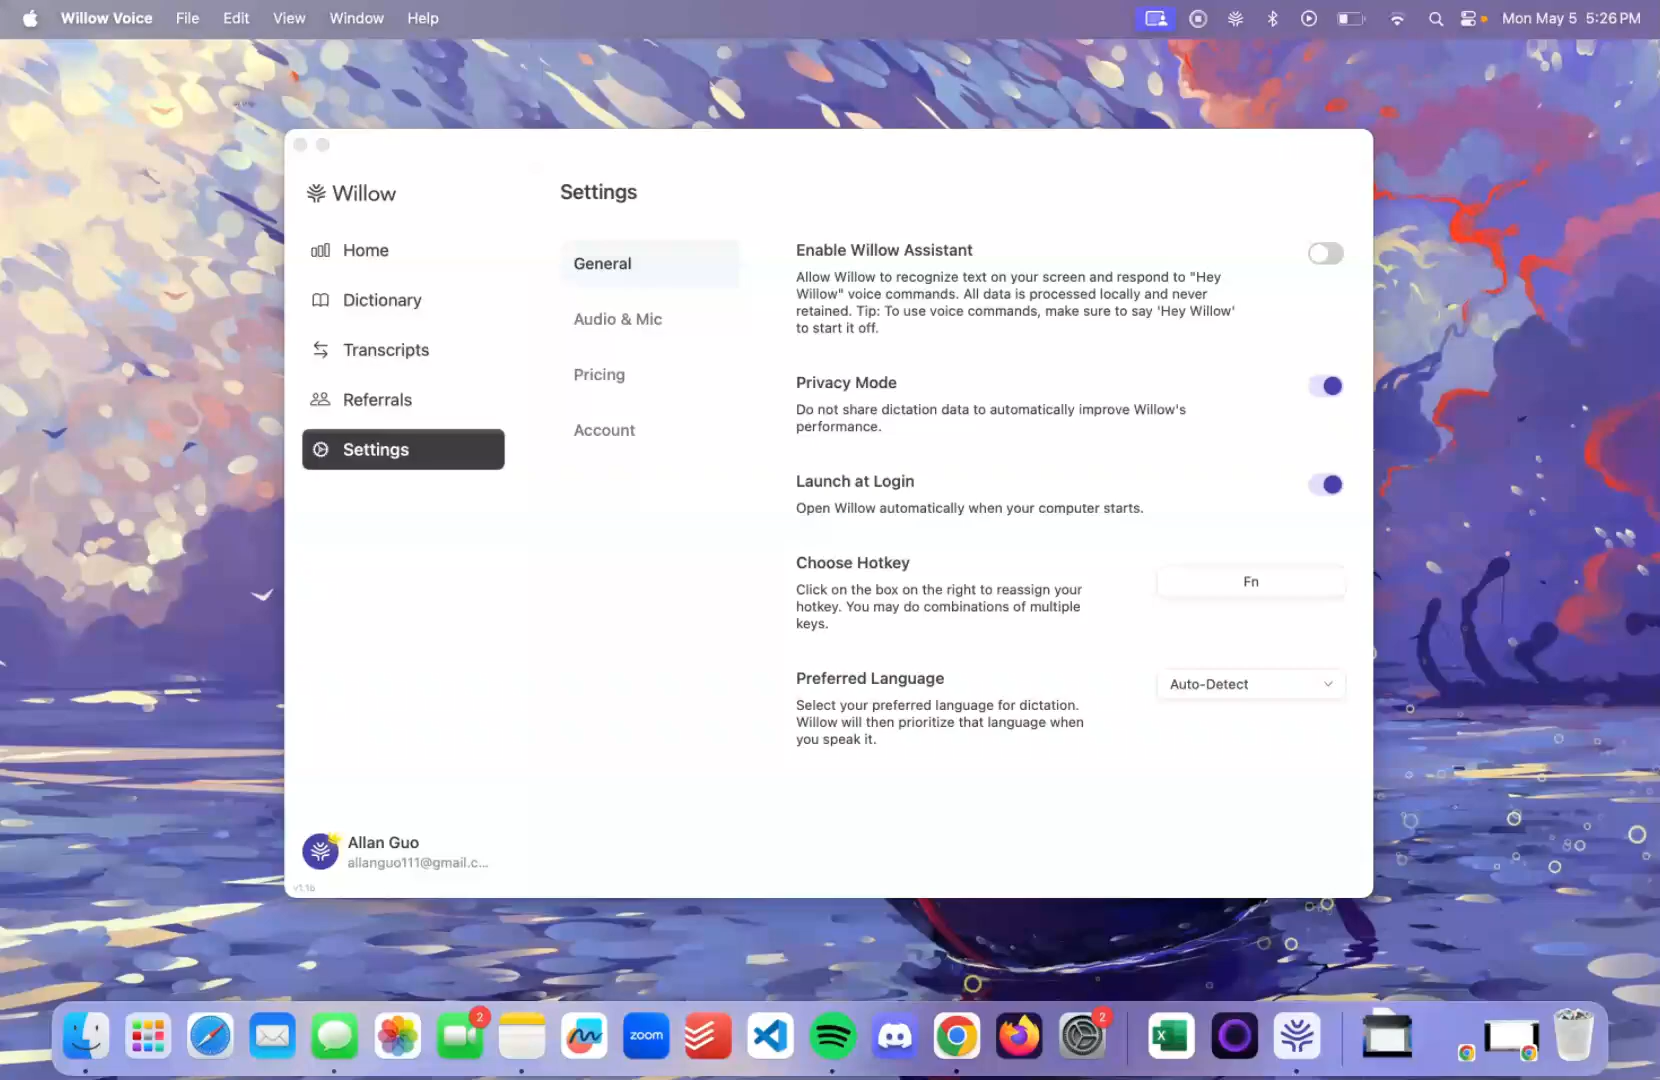 Willow Voice File Edit View Window Help
Mon May 5 5:26 PM
Willow
Home
Dictionary
Transcripts
Referrals
Settings
Settings
General
Audio & Mic
Pricing
Account
Enable Willow Assistant
Allow Willow to recognize text on your screen and respond to "Hey
Willow" voice commands. All data is processed locally and never
retained. Tip: To use voice commands, make sure to say 'Hey Willow'
to start it off.
Privacy Mode
Do not share dictation data to automatically improve Willow's
performance.
Launch at Login
Open Willow automatically when your computer starts.
Choose Hotkey
Click on the box on the right to reassign your
hotkey. You may do combinations of multiple
keys.
Fn
Preferred Language
Select your preferred language for dictation.
Willow will then prioritize that language when
you speak it.
Auto-Detect
Allan Guo
allanguo111@gmail.c...
2
zoom
2